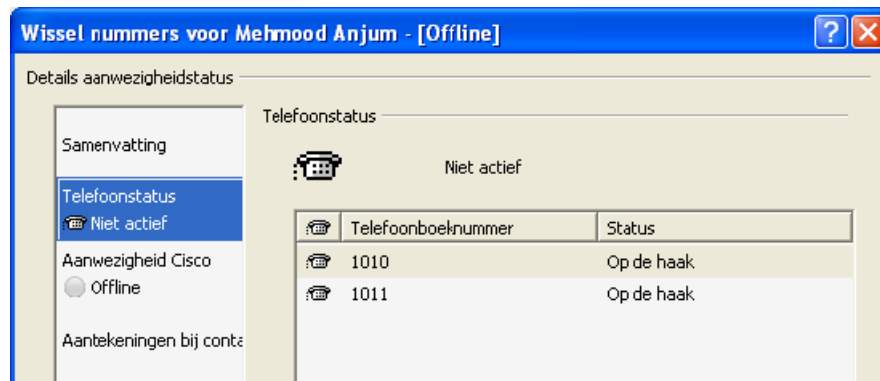 Wissel nummers voor Mehmood Anjum - [Offline]
Details aanwezigheidstatus
Samenvatting
Telefoonstatus
Niet actief
Aanwezigheid Cisco
Offline
Aantekeningen bij conta
Telefoonstatus
Niet actief
Telefoonboeknummer Status
1010 Op de haak
1011 Op de haak